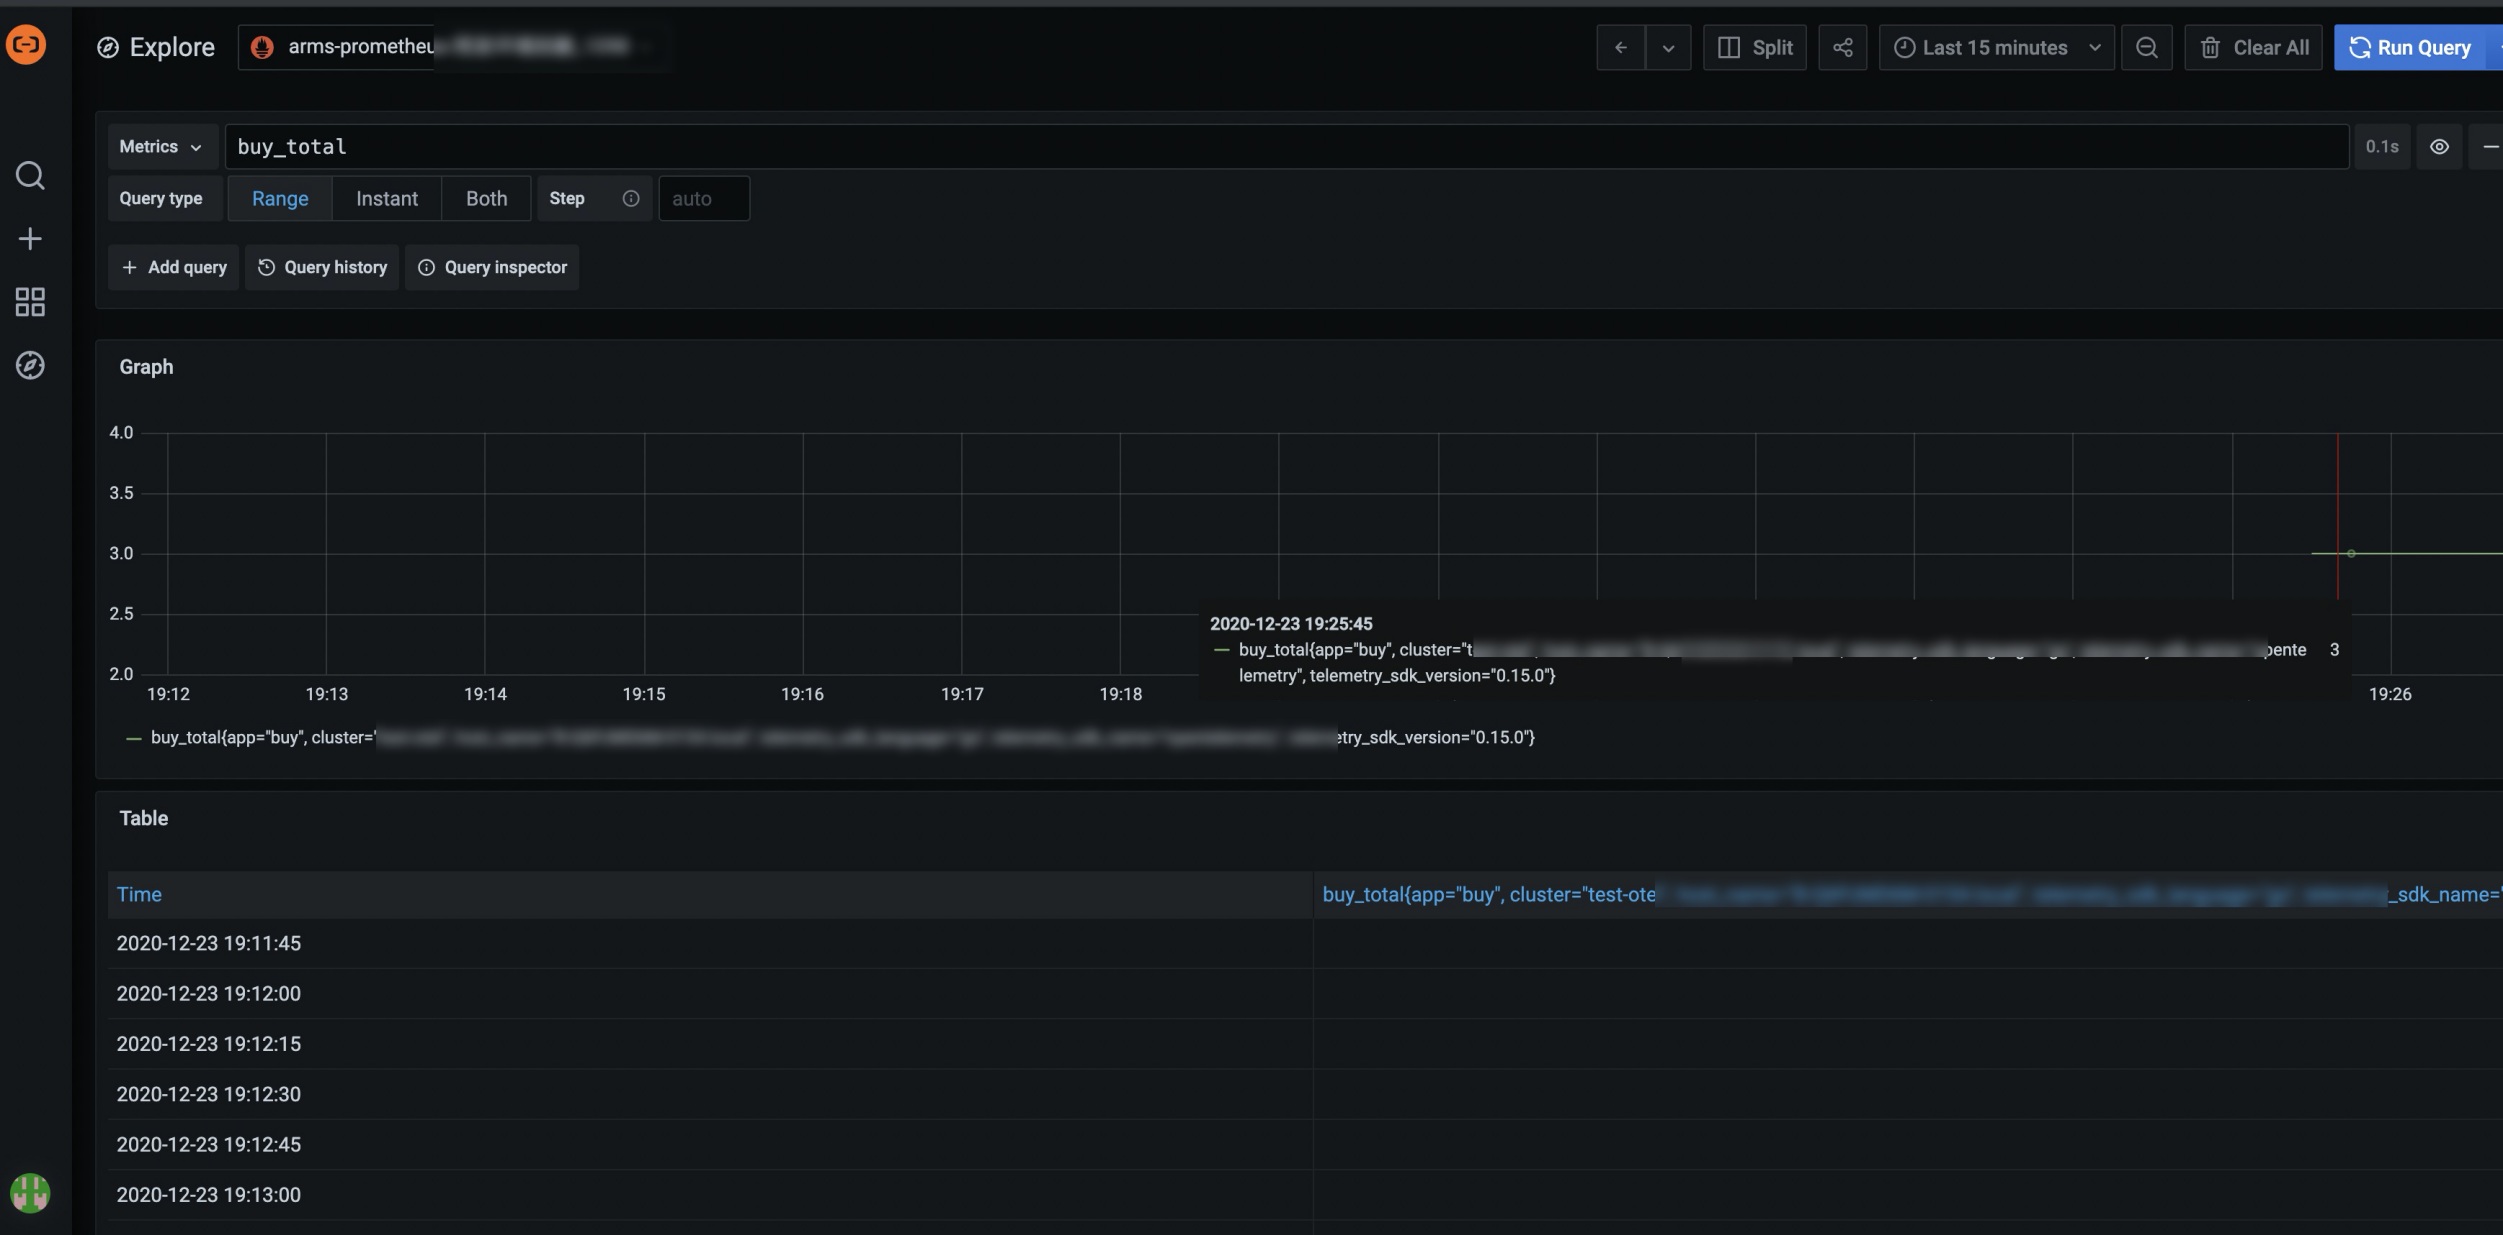 Explore
arms-prometheu
Split
Last 15 minutes
Clear All
Run Query
Metrics
buy_total
0.1s
Query type
Range
Instant
Both
Step
auto
Add query
Query history
Query inspector
Graph
4.0
3.5
3.0
2.5
2.0
19:12
19:13
19:14
19:15
19:16
19:17
19:18
19:26
2020-12-23 19:25:45
buy_total{app="buy", cluster="t pente 3
lemetry", telemetry_sdk_version="0.15.0"}
buy_total{app="buy", cluster=" etry_sdk_version="0.15.0"}
Table
Time
buy_total{app="buy", cluster="test-ote _sdk_name="
2020-12-23 19:11:45
2020-12-23 19:12:00
2020-12-23 19:12:15
2020-12-23 19:12:30
2020-12-23 19:12:45
2020-12-23 19:13:00